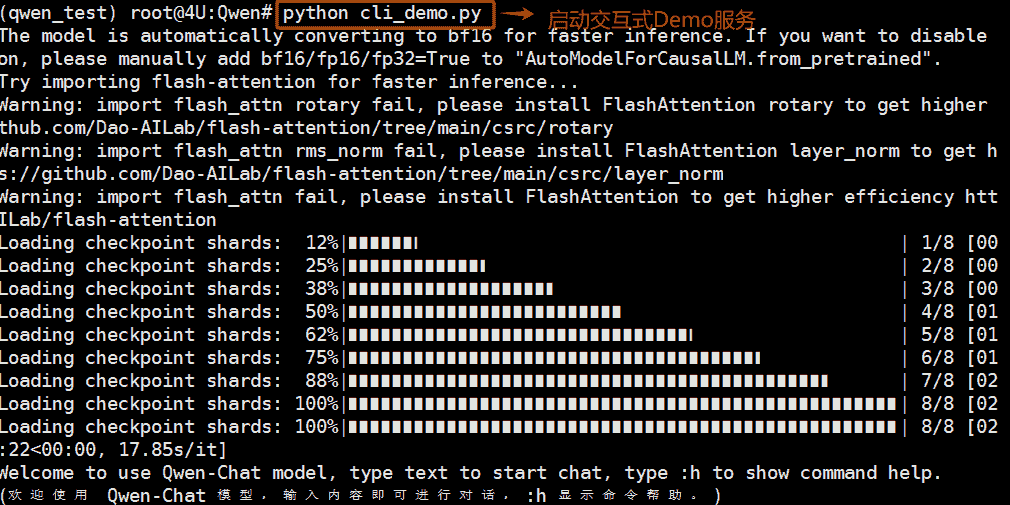 (qwen_test) root@4U:Qwen# python cli_demo.py 启动交互式Demo服务
The model is automatically converting to bf16 for faster inference. If you want to disable
on, please manually add bf16/fp16/fp32=True to "AutoModelForCausalLM.from_pretrained".
Try importing flash-attention for faster inference...
Warning: import flash_attn rotary fail, please install FlashAttention rotary to get higher
thub.com/Dao-AILab/flash-attention/tree/main/csrc/rotary
Warning: import flash_attn rms_norm fail, please install FlashAttention layer_norm to get h
s://github.com/Dao-AILab/flash-attention/tree/main/csrc/layer_norm
Warning: import flash_attn fail, please install FlashAttention to get higher efficiency htt
ILab/flash-attention
Loading checkpoint shards: 12%| | 1/8 [00
Loading checkpoint shards: 25%| | 2/8 [00
Loading checkpoint shards: 38%| | 3/8 [00
Loading checkpoint shards: 50%| | 4/8 [01
Loading checkpoint shards: 62%| | 5/8 [01
Loading checkpoint shards: 75%| | 6/8 [01
Loading checkpoint shards: 88%| | 7/8 [02
Loading checkpoint shards: 100%| | 8/8 [02
Loading checkpoint shards: 100%| | 8/8 [02
:22<00:00, 17.85s/it]
Welcome to use Qwen-Chat model, type text to start chat, type :h to show command help.
(欢迎使用 Qwen-Chat 模型，输入内容即可进行对话，:h 显示命令帮助。)